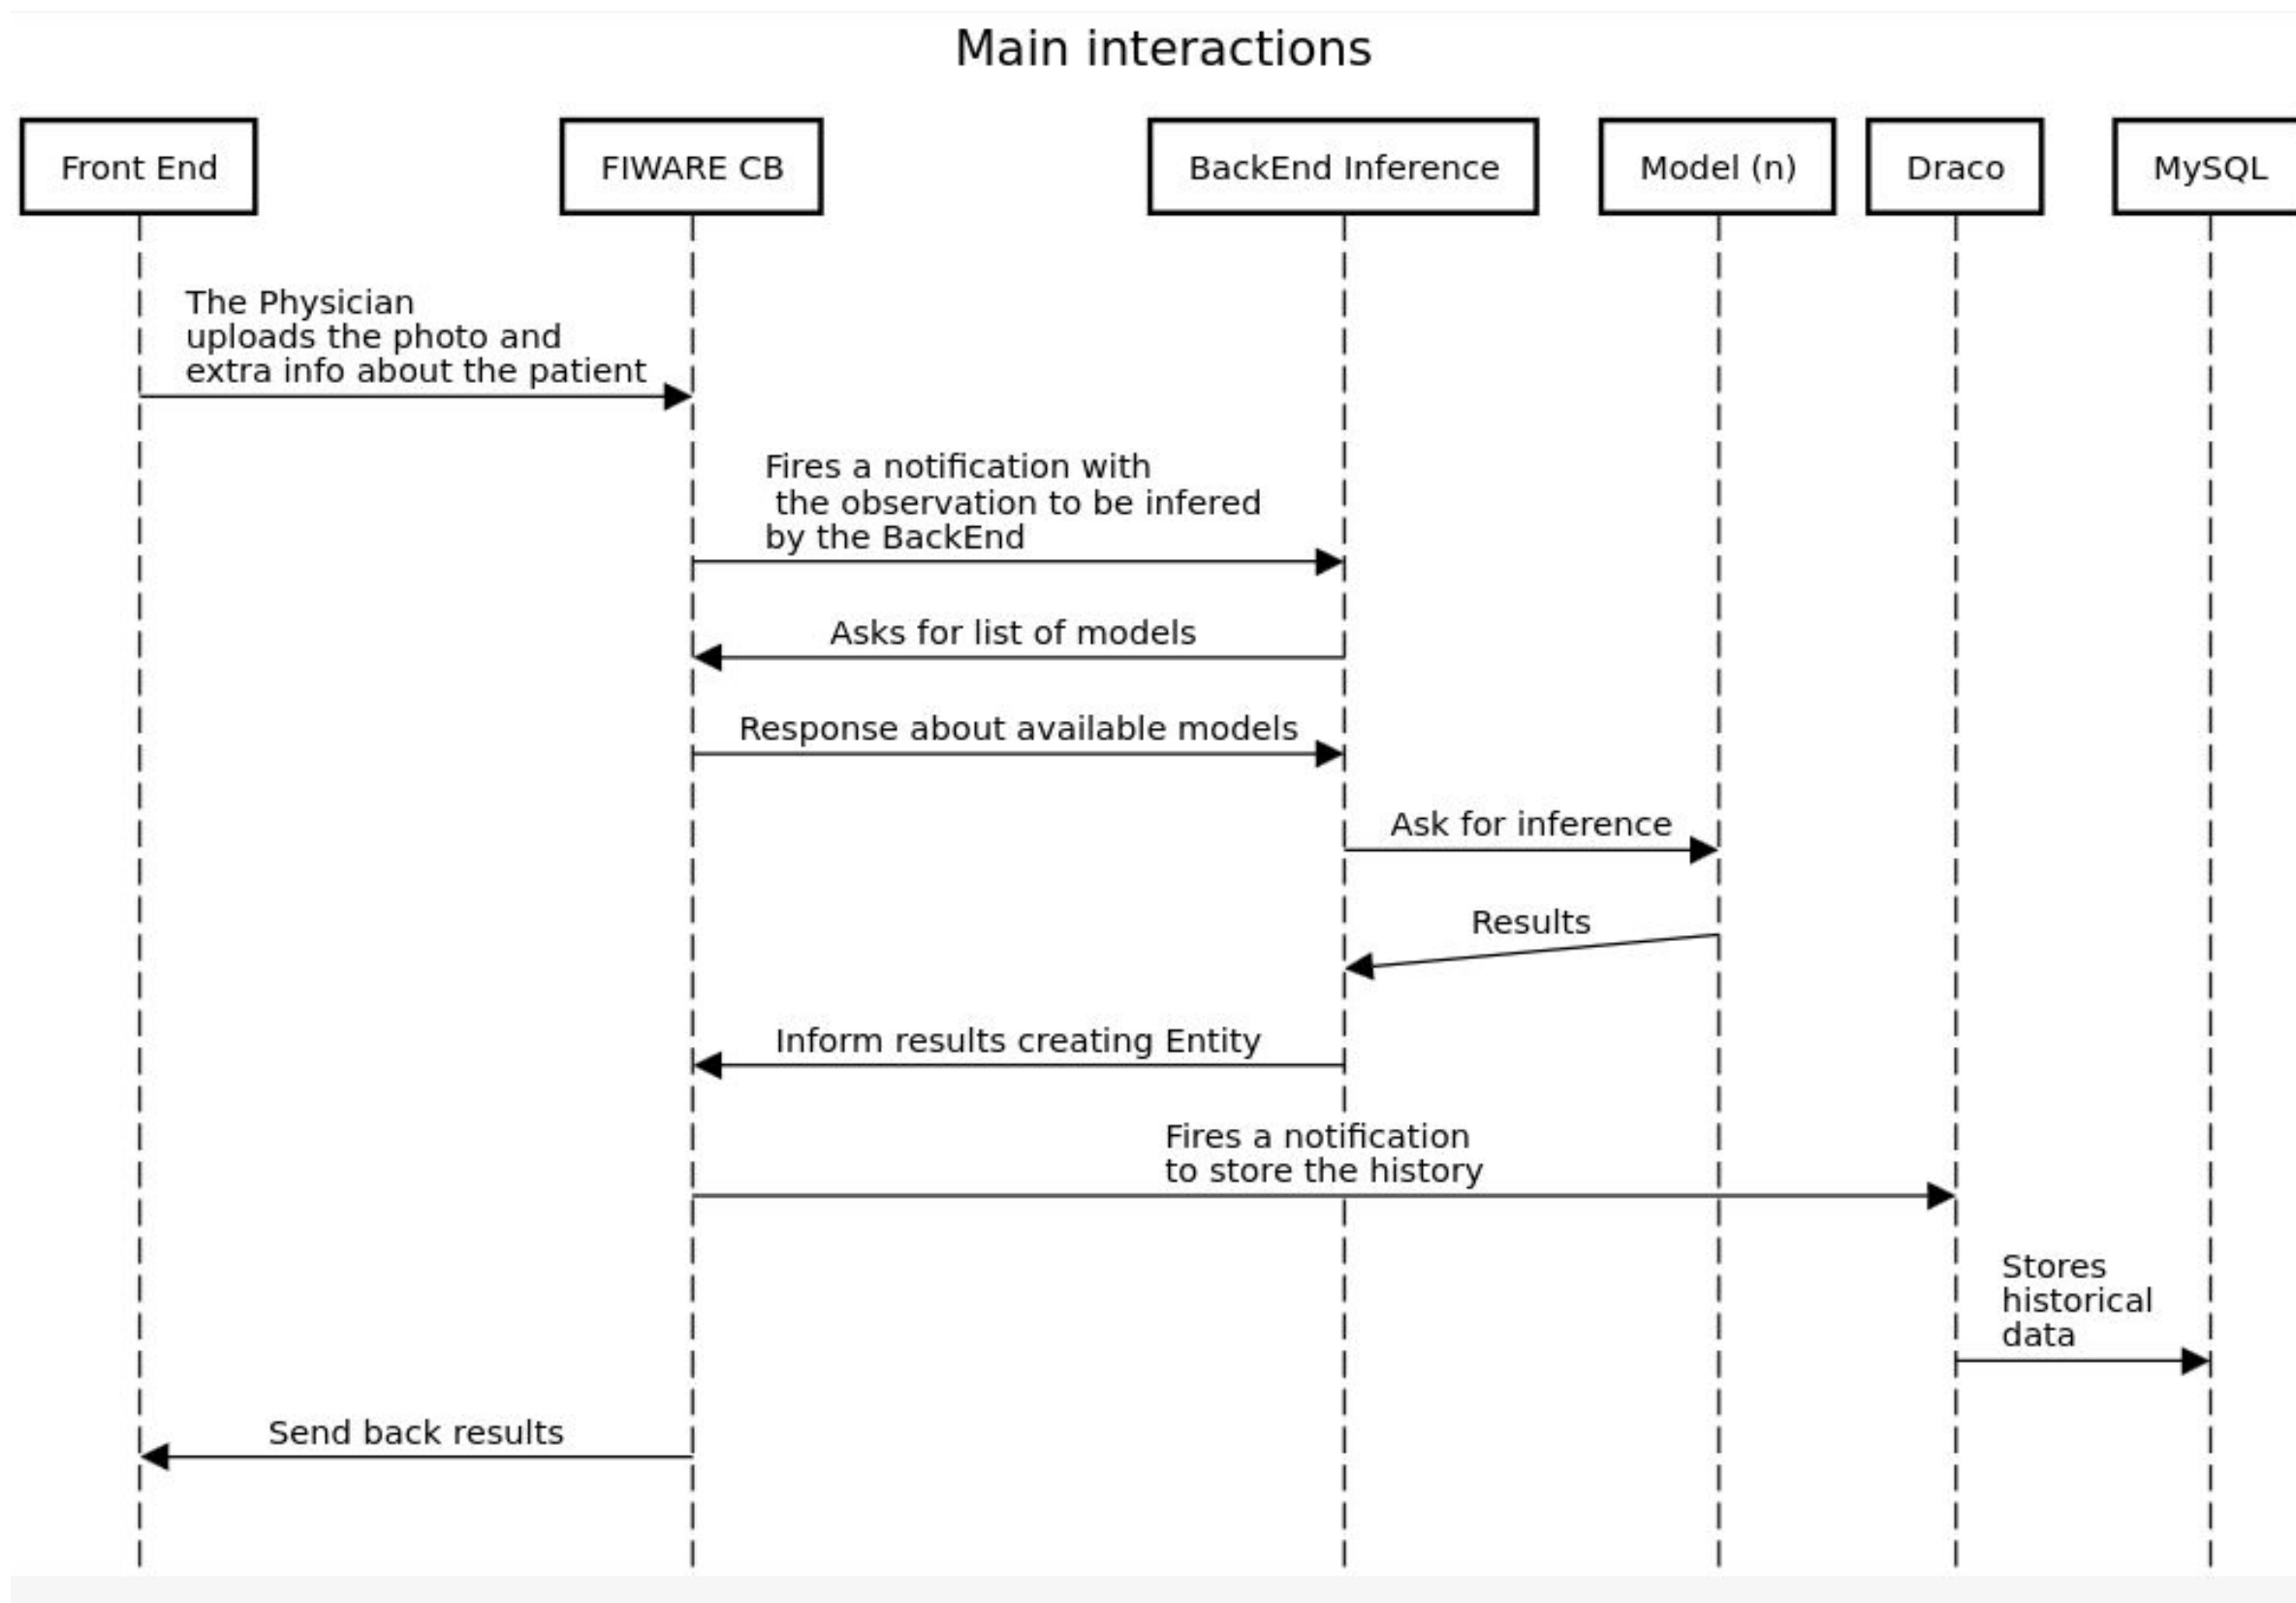 Main interactions
Front End
FIWARE CB
BackEnd Inference
Model (n)
Draco
MySQL
The Physician
uploads the photo and
extra info about the patient
Fires a notification with
the observation to be infered
by the BackEnd
Asks for list of models
Response about available models
Ask for inference
Results
Inform results creating Entity
Fires a notification
to store the history
Stores
historical
data
Send back results